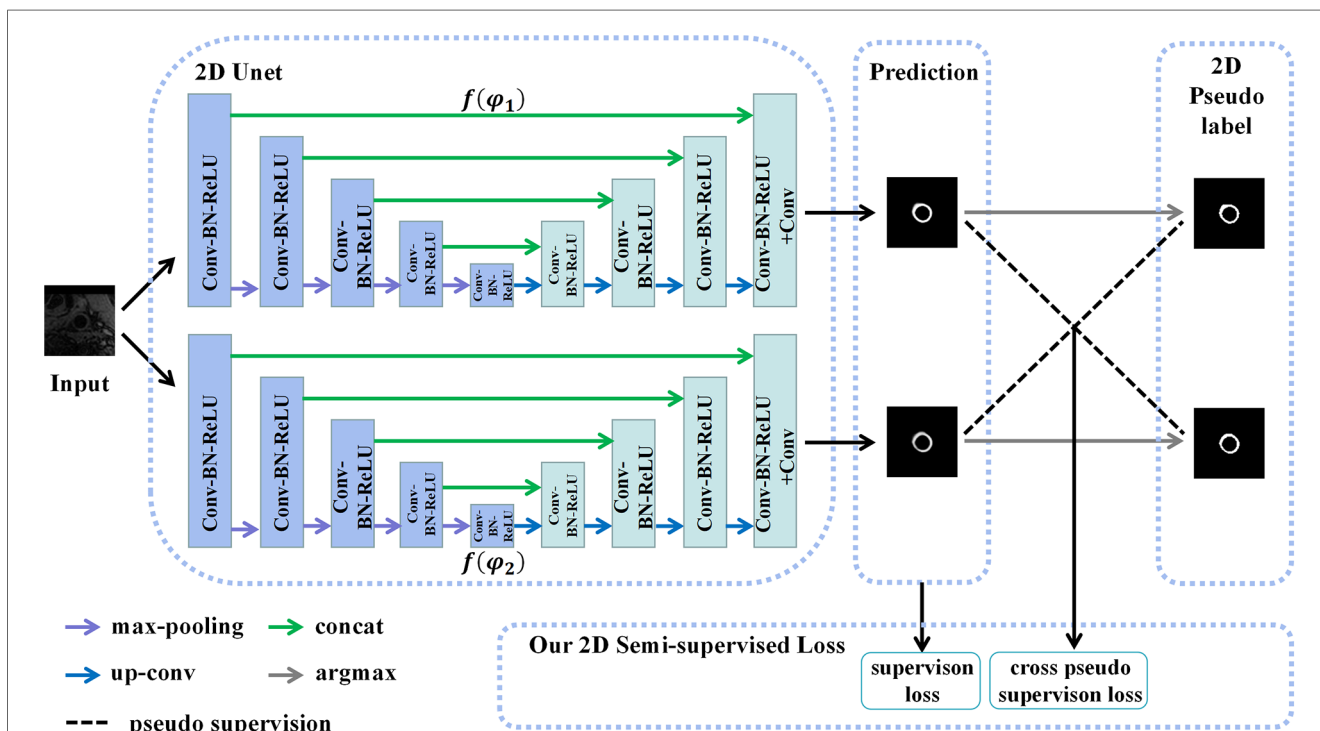 2D Unet
f(φ₁)
Conv-BN-ReLU
Conv-BN-ReLU
Conv-
BN-ReLU
Conv-
BN-ReLU
Conv-
BN-
ReLU
Conv-
BN-ReLU
Conv-
BN-ReLU
Conv-BN-ReLU
Conv-BN-ReLU
+Conv
Input
Conv-BN-ReLU
Conv-BN-ReLU
Conv-
BN-ReLU
Conv-
BN-ReLU
Conv-
BN-
ReLU
Conv-
BN-ReLU
Conv-
BN-ReLU
Conv-BN-ReLU
Conv-BN-ReLU
+Conv
f(φ₂)
Prediction
2D
Pseudo
label
max-pooling
concat
up-conv
argmax
pseudo supervision
Our 2D Semi-supervised Loss
supervison
loss
cross pseudo
supervison loss